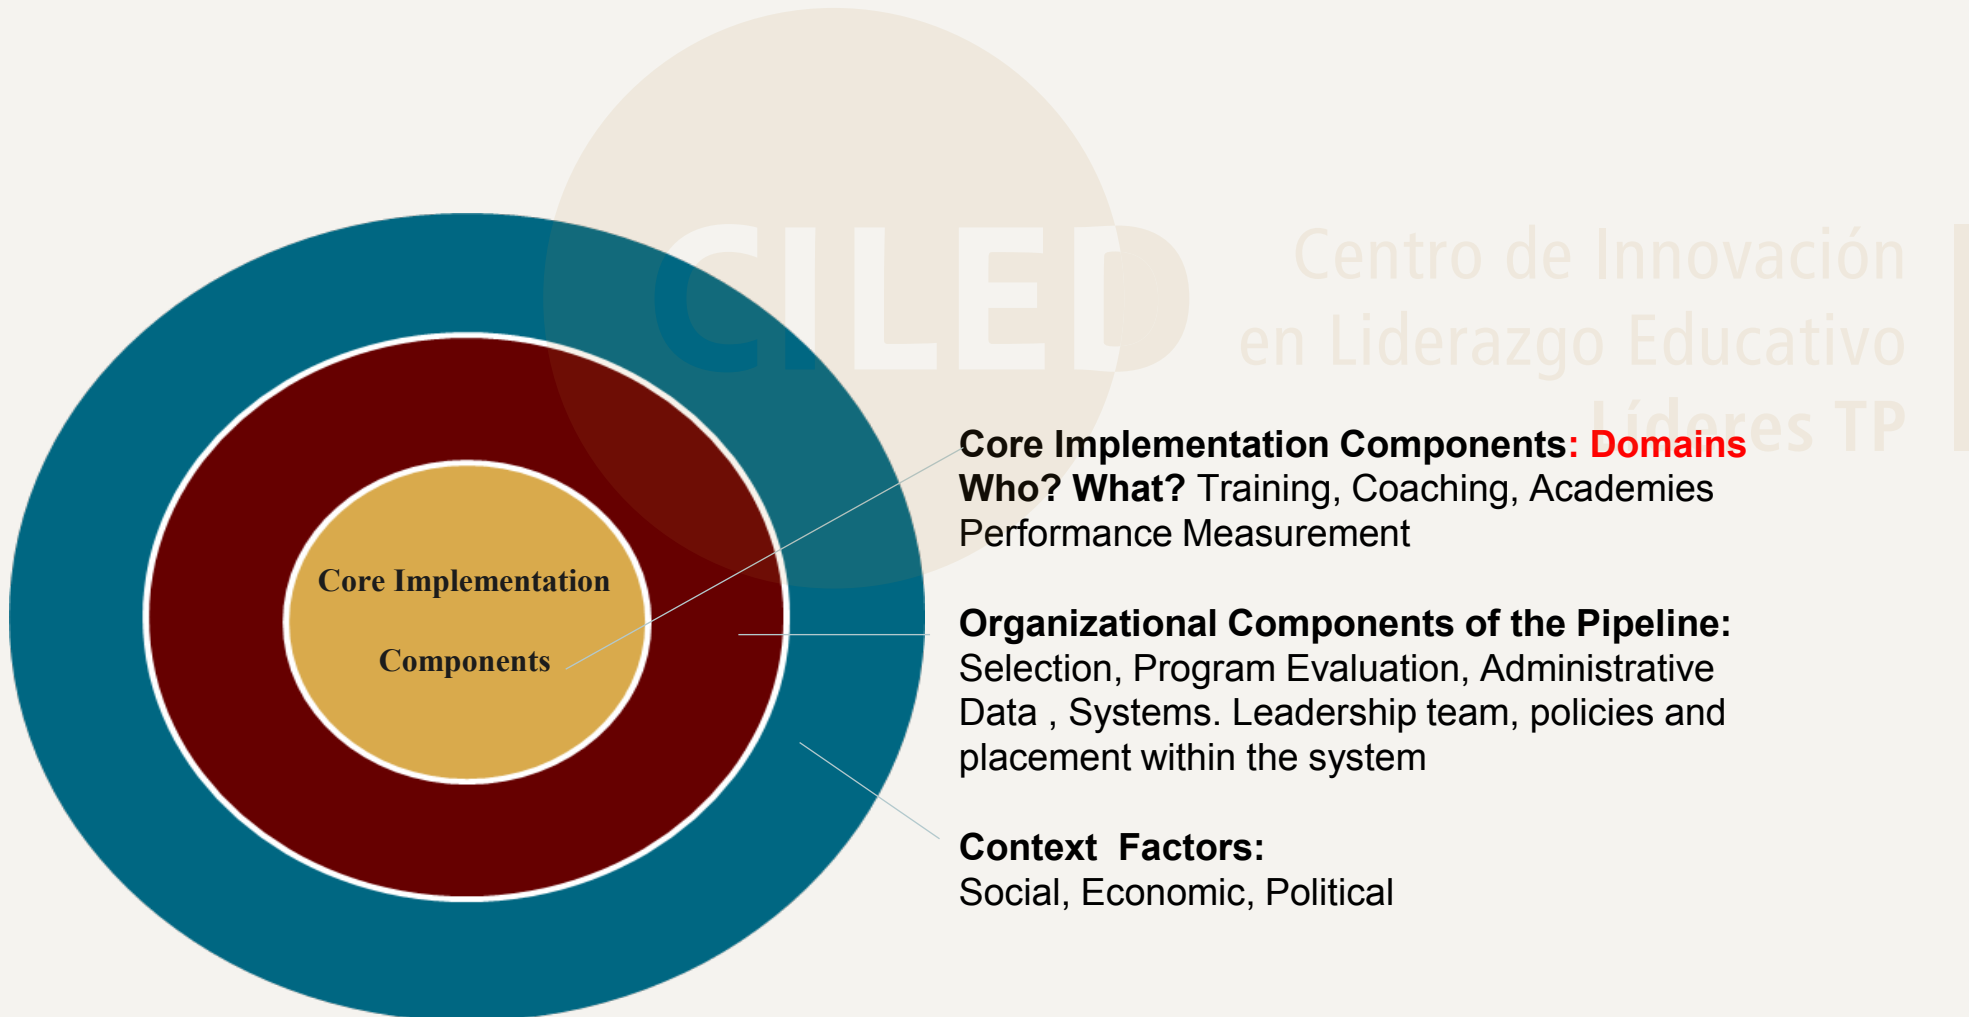 CILED
Centro de Innovación
en Liderazgo Educativo
Líderes TP
Core Implementation
Components
Core Implementation Components: Domains
Who? What? Training, Coaching, Academies
Performance Measurement
Organizational Components of the Pipeline:
Selection, Program Evaluation, Administrative
Data , Systems. Leadership team, policies and
placement within the system
Context  Factors:
Social, Economic, Political